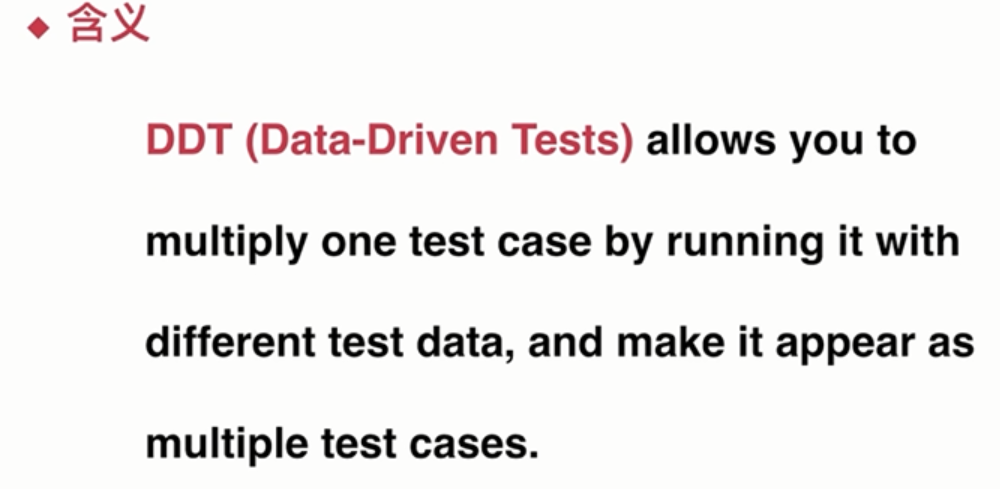 ◆ 含义
DDT (Data-Driven Tests) allows you to
multiply one test case by running it with
different test data, and make it appear as
multiple test cases.